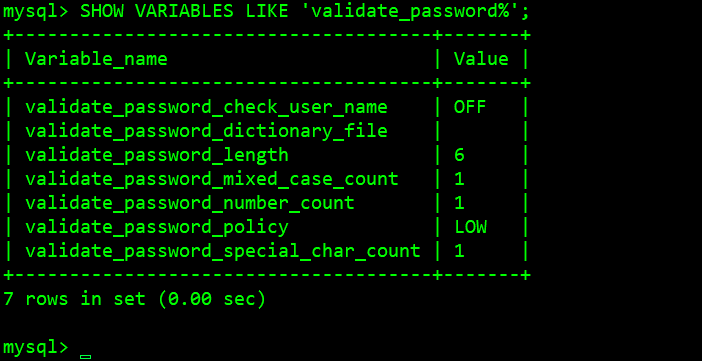 mysql> SHOW VARIABLES LIKE 'validate_password%';
+--------------------------------------+-------+
| Variable_name                        | Value |
+--------------------------------------+-------+
| validate_password_check_user_name    | OFF   |
| validate_password_dictionary_file    |       |
| validate_password_length             | 6     |
| validate_password_mixed_case_count   | 1     |
| validate_password_number_count       | 1     |
| validate_password_policy             | LOW   |
| validate_password_special_char_count | 1     |
+--------------------------------------+-------+
7 rows in set (0.00 sec)
mysql>